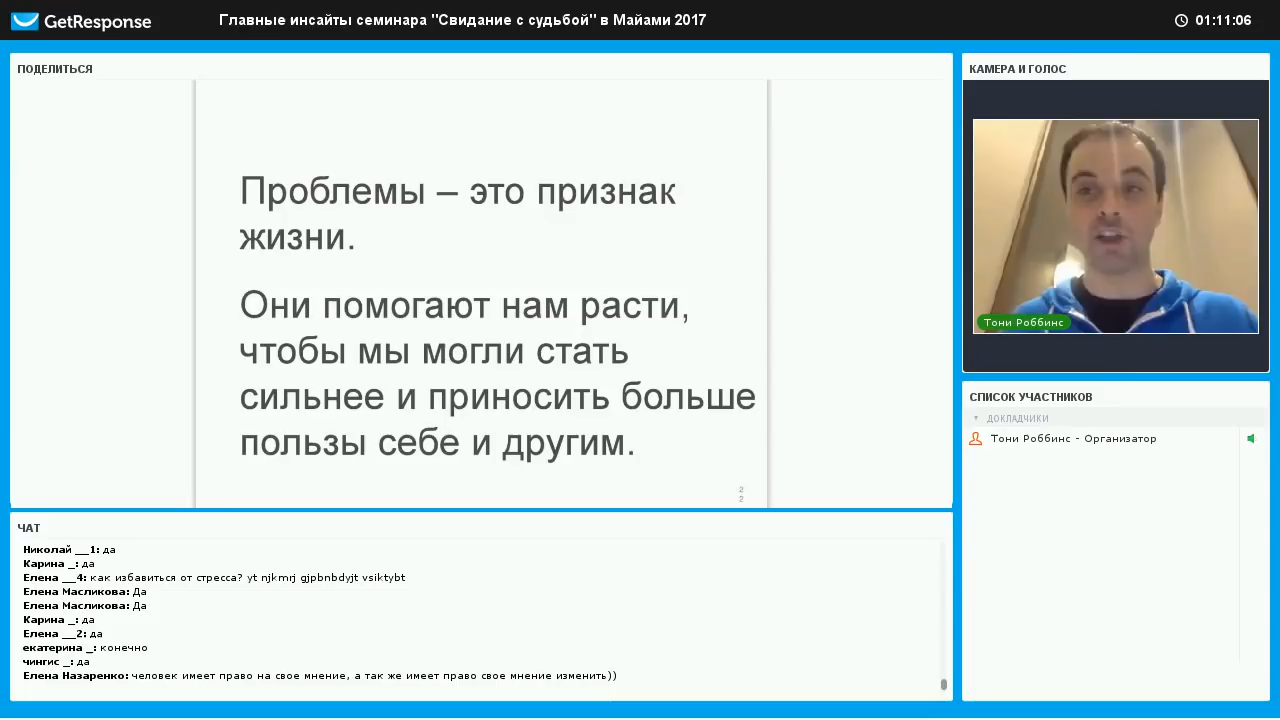 GetResponse
Главные инсайты семинара "Свидание с судьбой" в Майами 2017
01:11:06
ПОДЕЛИТЬСЯ
Проблемы – это признак
жизни.
Они помогают нам расти,
чтобы мы могли стать
сильнее и приносить больше
пользы себе и другим.
2
2
КАМЕРА И ГОЛОС
Тони Роббинс
СПИСОК УЧАСТНИКОВ
ДОКЛАДЧИКИ
Тони Роббинс - Организатор
ЧАТ
Николай __1: да
Карина _: да
Елена __4: как избавиться от стресса? yt njkmrj gjpbnbdyjt vsiktybt
Елена Масликова: Да
Елена Масликова: Да
Карина _: да
Елена __2: да
екатерина _: конечно
чингис _: да
Елена Назаренко: человек имеет право на свое мнение, а так же имеет право свое мнение изменить))